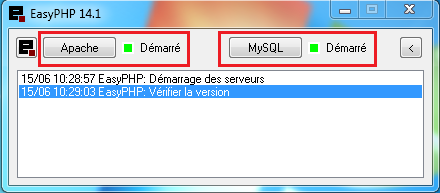 EasyPHP 14.1
Apache Démarré MySQL Démarré <
15/06 10:28:57 EasyPHP: Démarrage des serveurs
15/06 10:29:03 EasyPHP: Vérifier la version